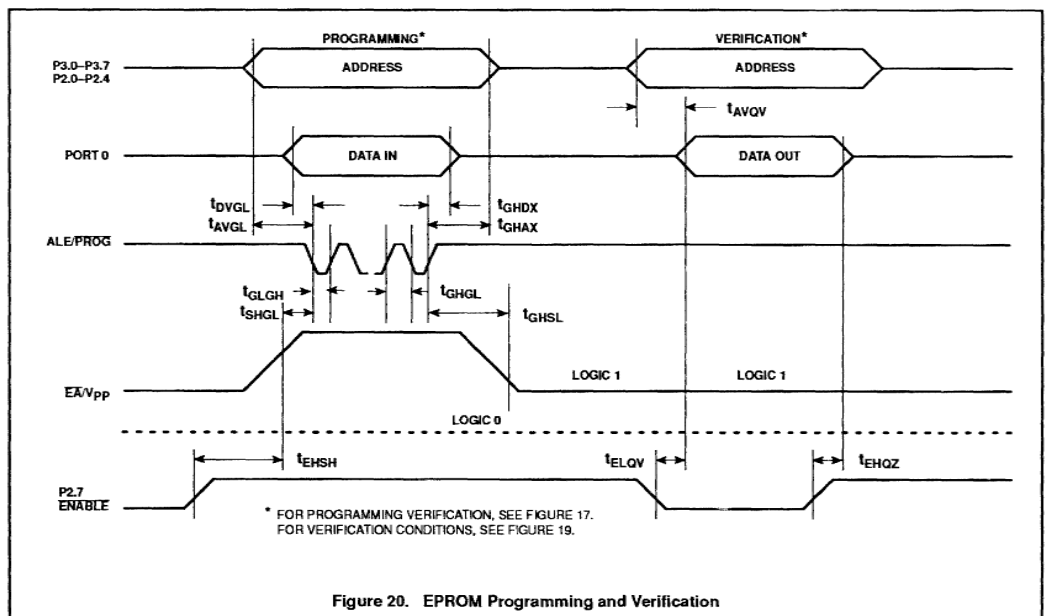 PROGRAMMING* VERIFICATION*
P3.0–P3.7
P2.0–P2.4
ADDRESS ADDRESS
tAVQV
PORT 0 DATA IN DATA OUT
tDVGL tGHDX
tAVGL tGHAX
ALE/PROG
tGLGH tGHGL
tSHGL tGHSL
EA/VPP LOGIC 1 LOGIC 1
LOGIC 0
tEHSH tELQV tEHQZ
P2.7
ENABLE
* FOR PROGRAMMING VERIFICATION, SEE FIGURE 17.
FOR VERIFICATION CONDITIONS, SEE FIGURE 19.
Figure 20. EPROM Programming and Verification